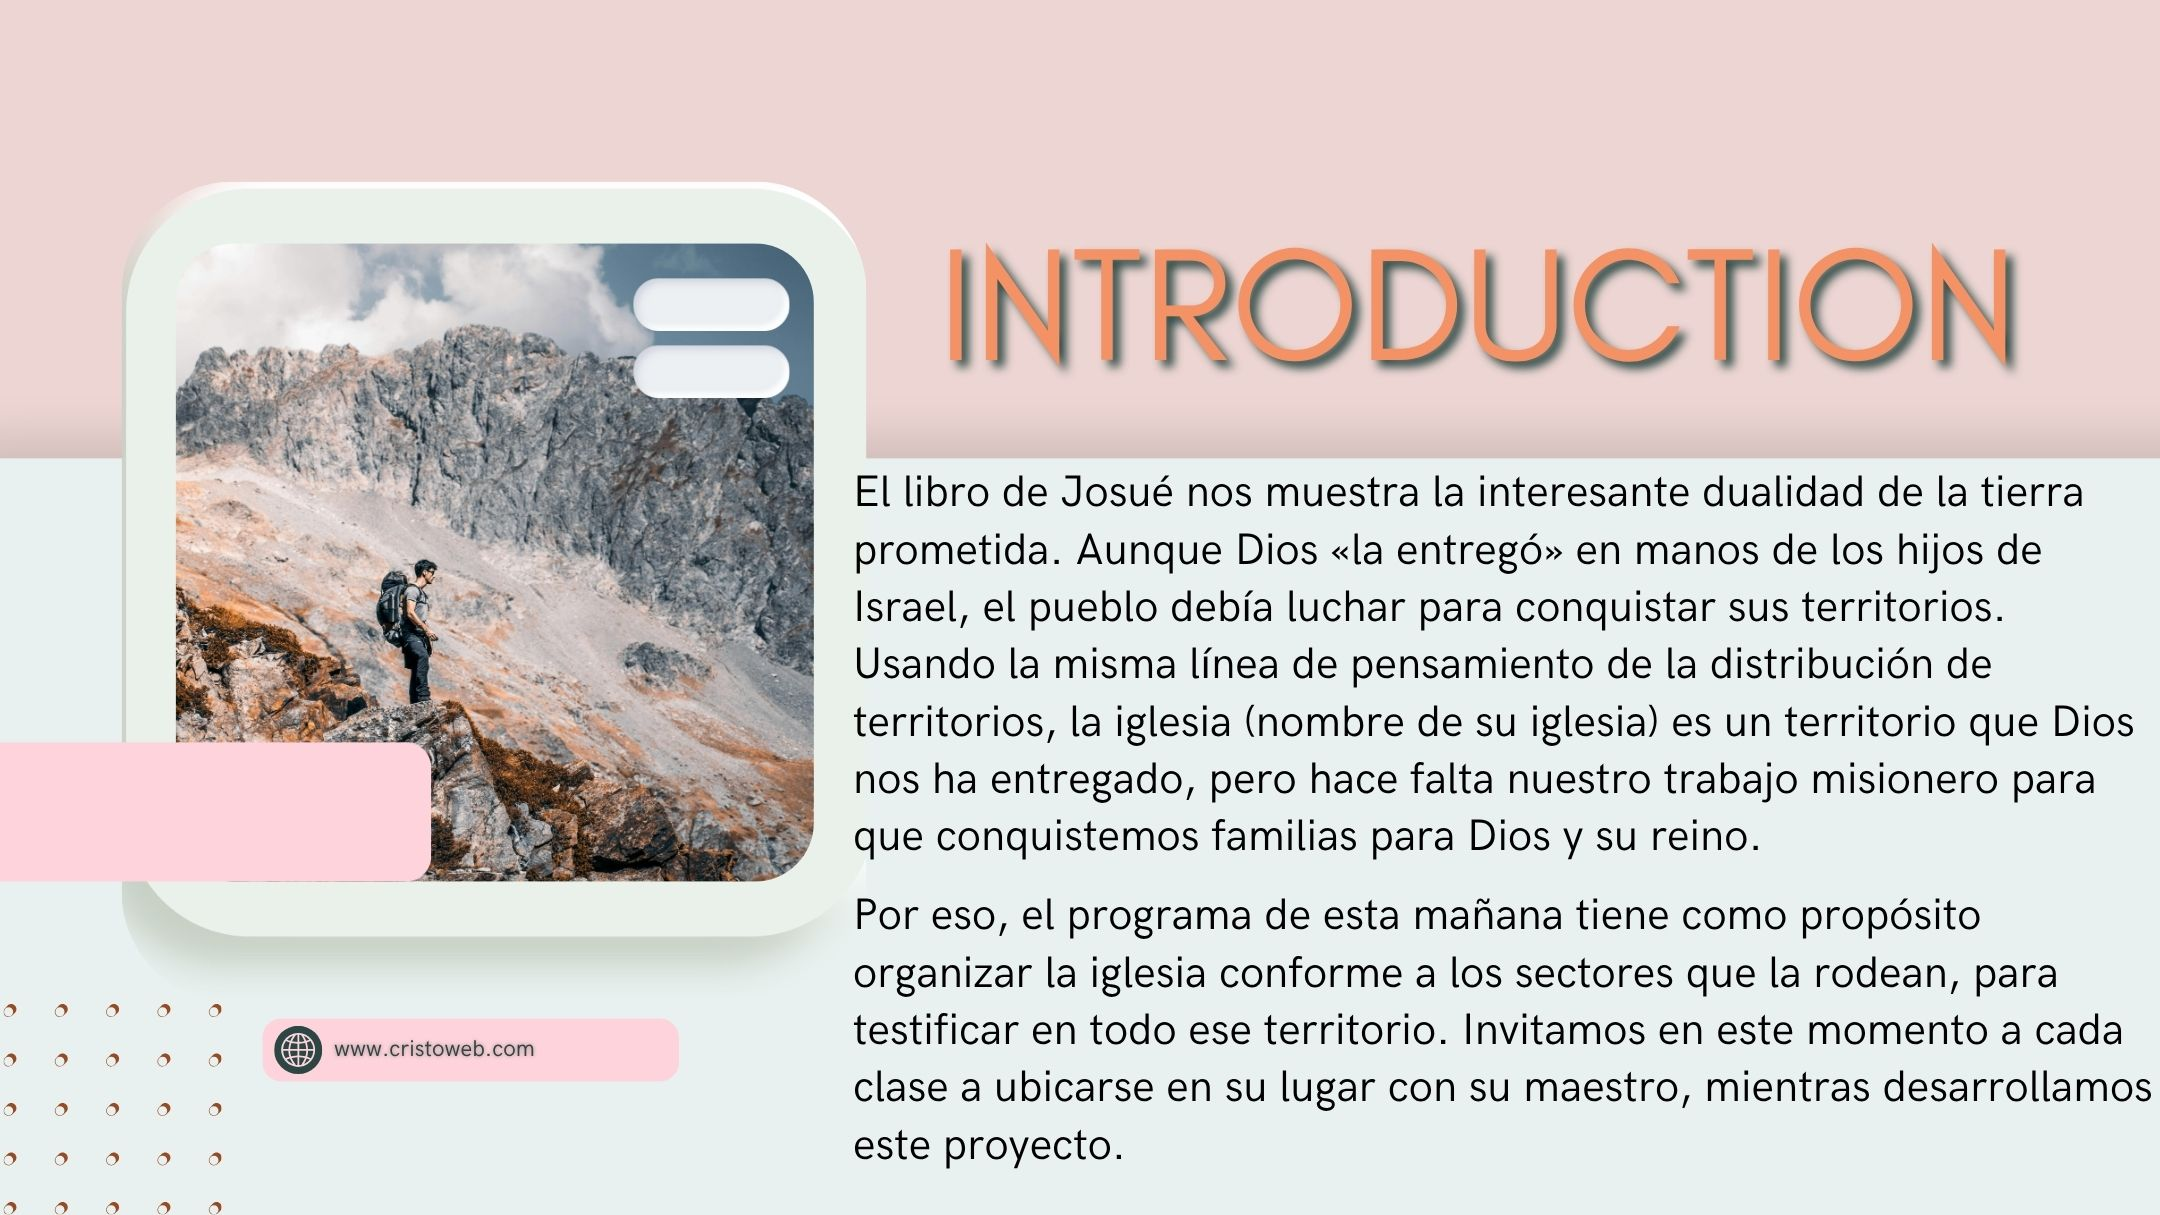 INTRODUCTION
El libro de Josué nos muestra la interesante dualidad de la tierra
prometida. Aunque Dios «la entregó» en manos de los hijos de
Israel, el pueblo debía luchar para conquistar sus territorios.
Usando la misma línea de pensamiento de la distribución de
territorios, la iglesia (nombre de su iglesia) es un territorio que Dios
nos ha entregado, pero hace falta nuestro trabajo misionero para
que conquistemos familias para Dios y su reino.
Por eso, el programa de esta mañana tiene como propósito
organizar la iglesia conforme a los sectores que la rodean, para
testificar en todo ese territorio. Invitamos en este momento a cada
clase a ubicarse en su lugar con su maestro, mientras desarrollamos
este proyecto.
www.cristoweb.com